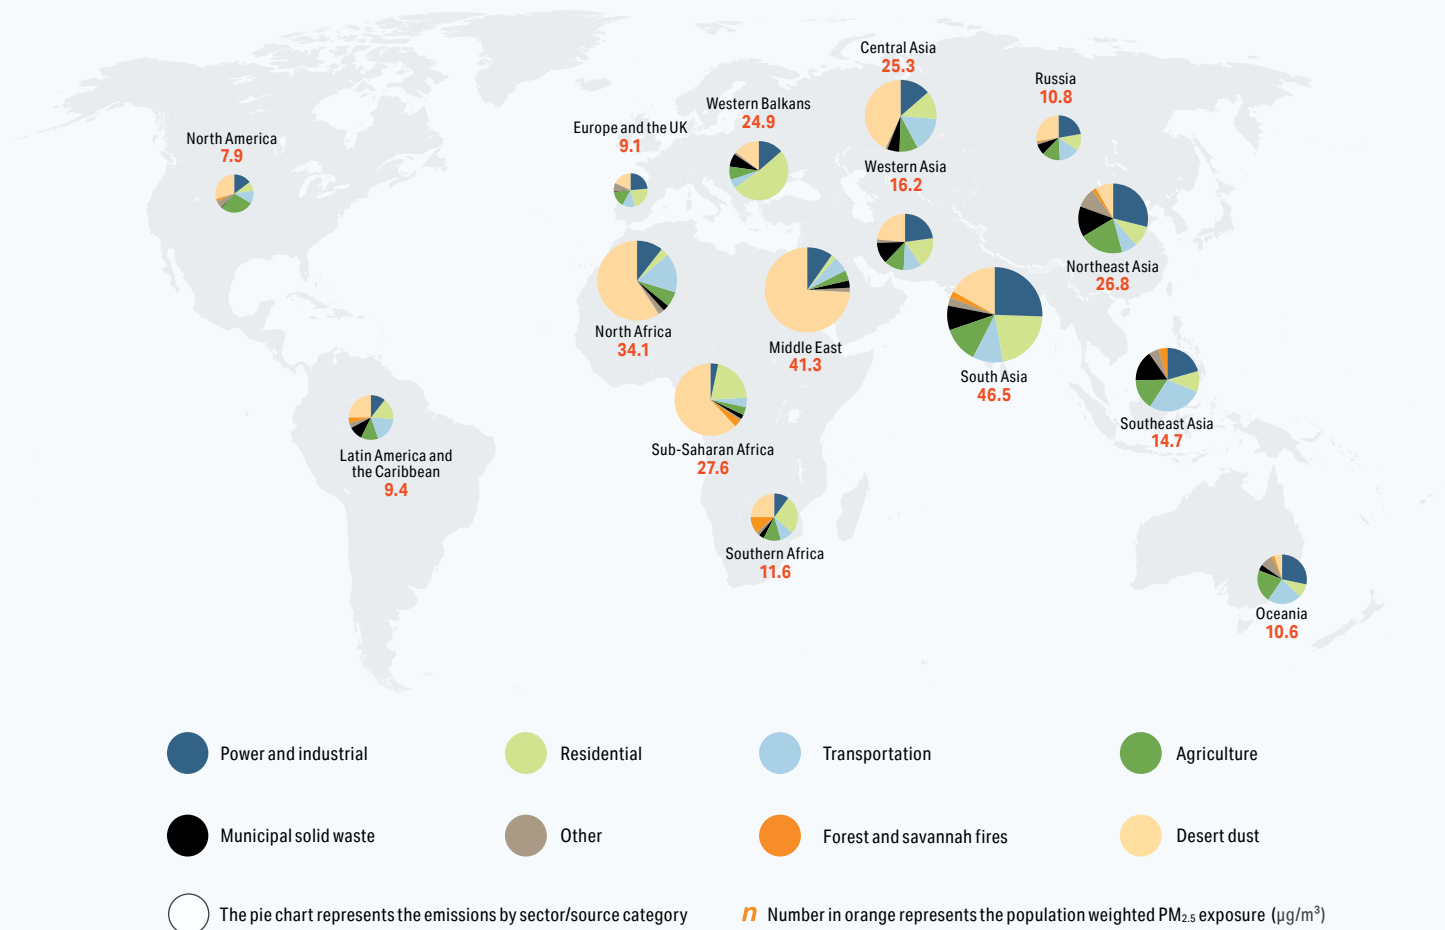 Central Asia
25.3
Russia
10.8
Western Balkans
24.9
Europe and the UK
9.1
North America
7.9
Western Asia
16.2
Northeast Asia
26.8
North Africa
34.1
Middle East
41.3
South Asia
46.5
Southeast Asia
14.7
Sub-Saharan Africa
27.6
Latin America and
the Caribbean
9.4
Southern Africa
11.6
Oceania
10.6
Power and industrial
Residential
Transportation
Agriculture
Municipal solid waste
Other
Forest and savannah fires
Desert dust
The pie chart represents the emissions by sector/source category
n Number in orange represents the population weighted PM₂.₅ exposure (µg/m³)